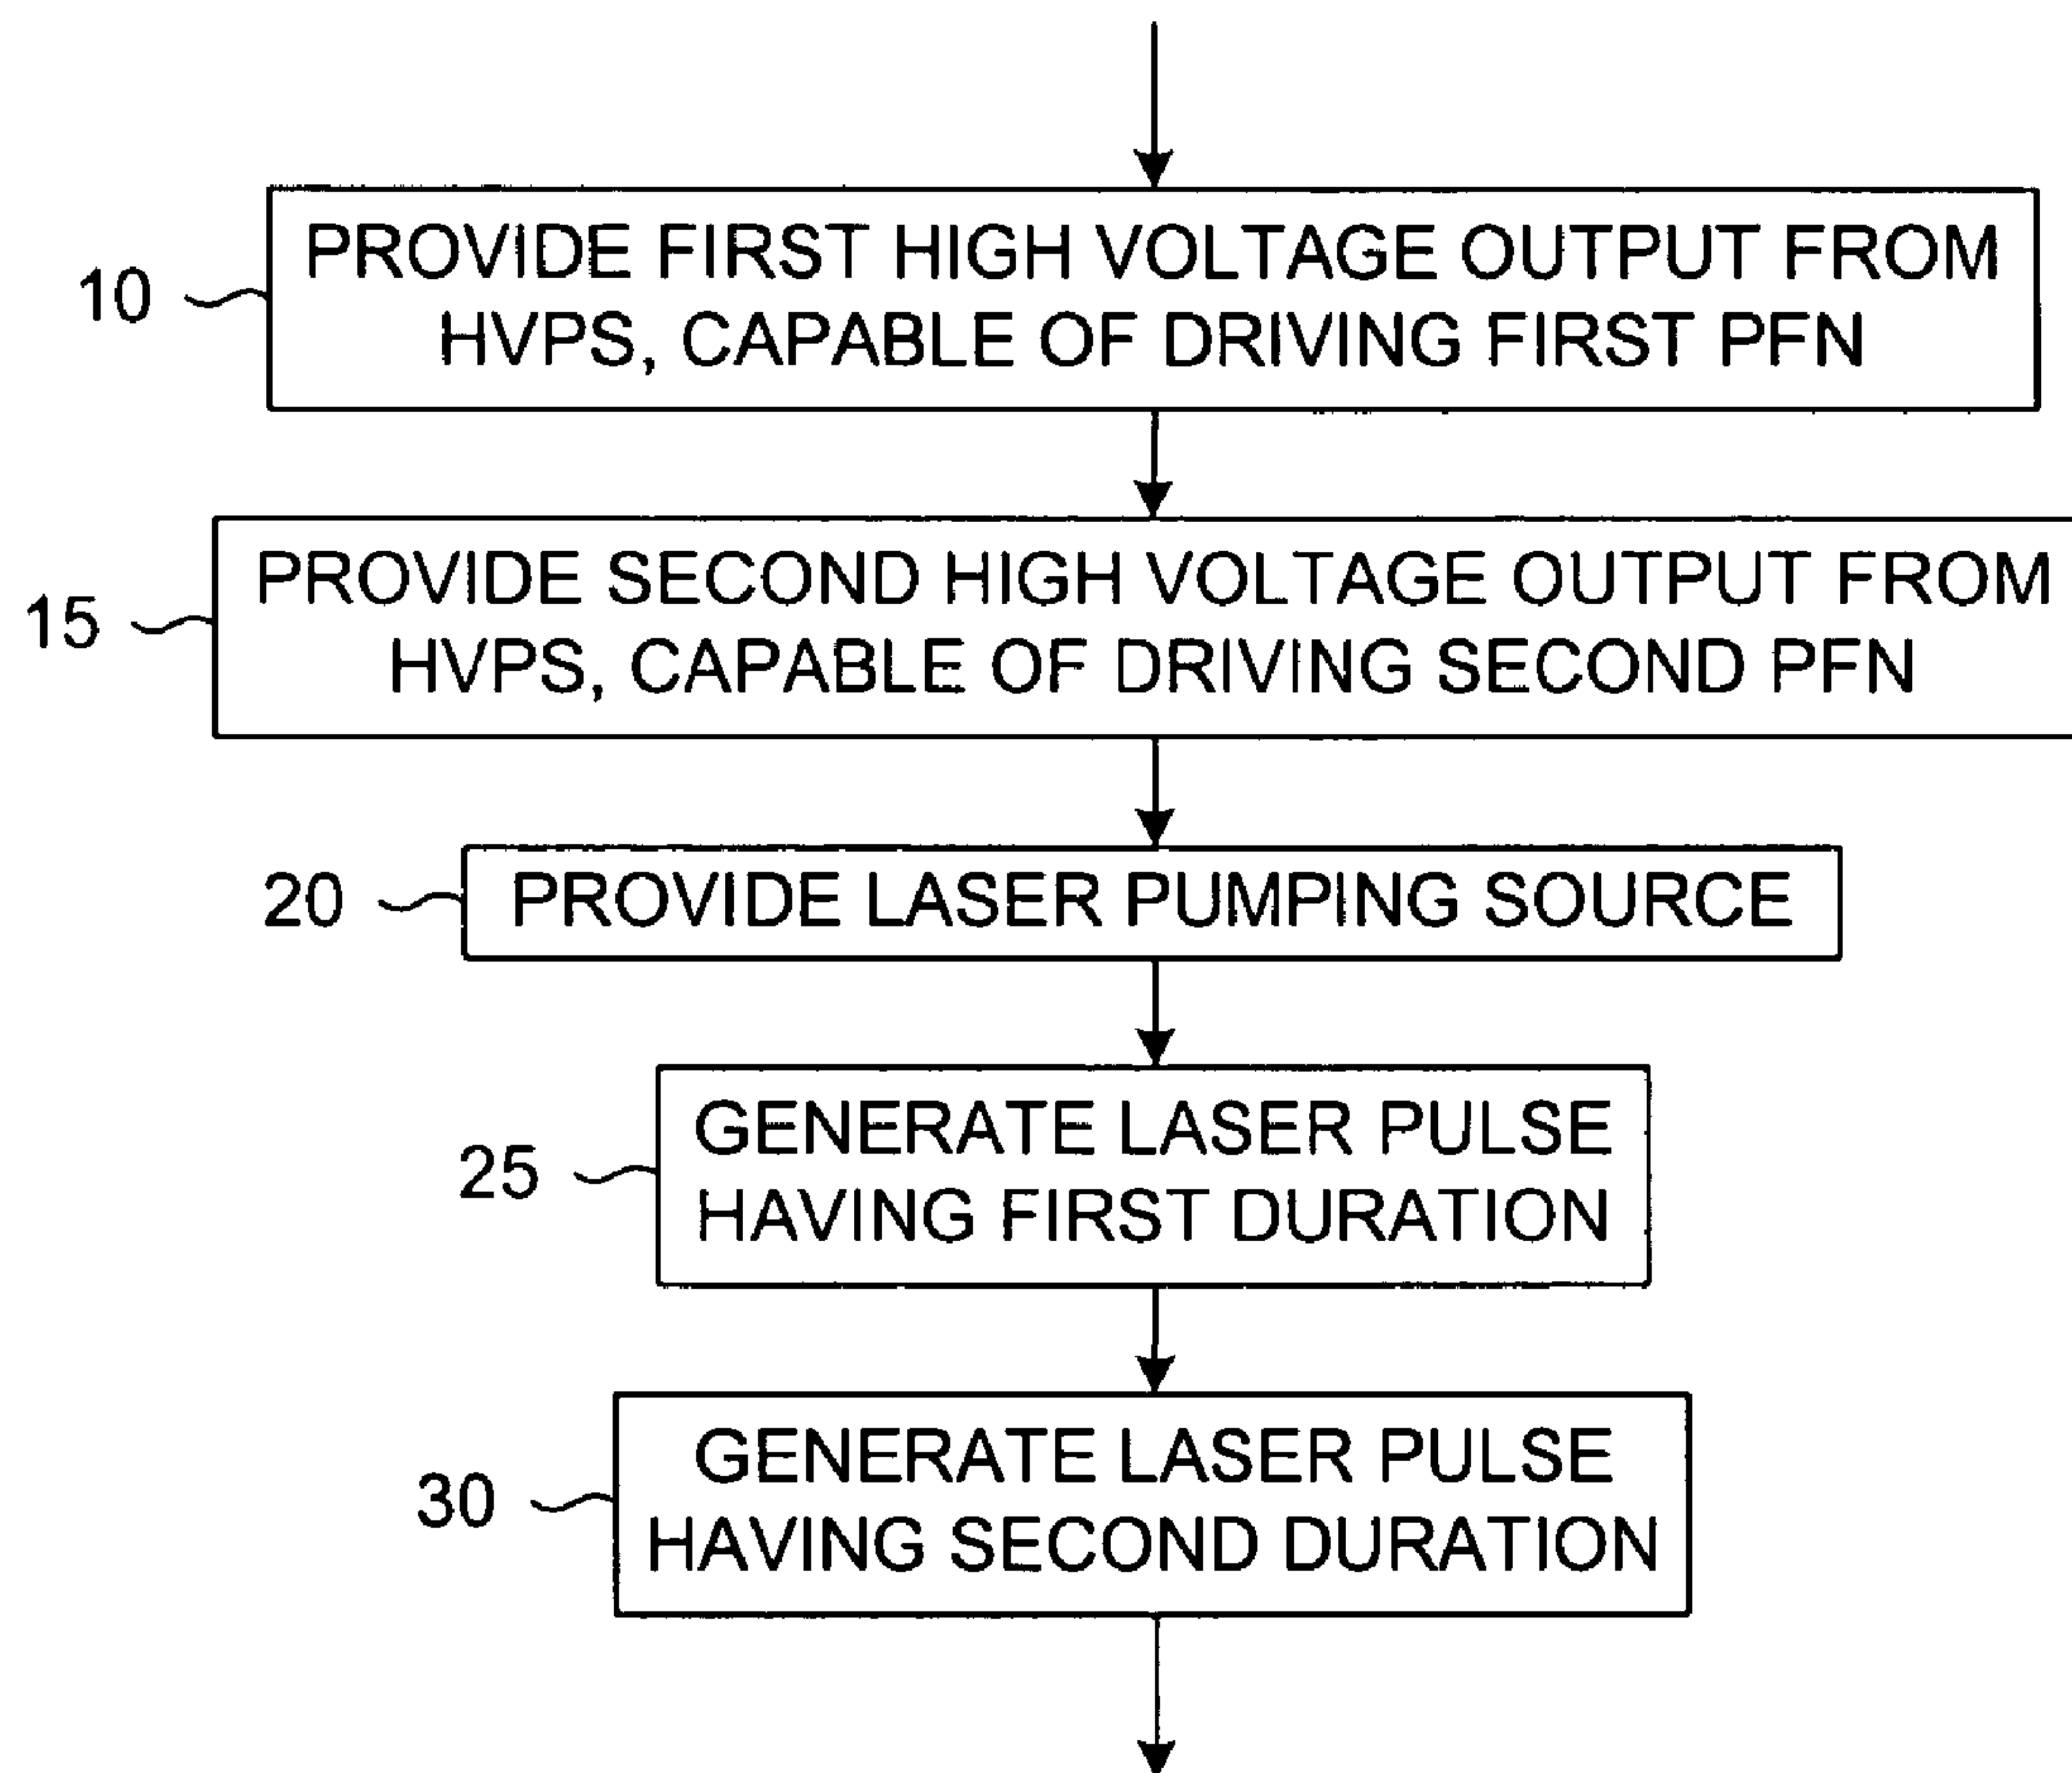 10
PROVIDE FIRST HIGH VOLTAGE OUTPUT FROM
HVPS, CAPABLE OF DRIVING FIRST PFN
15
PROVIDE SECOND HIGH VOLTAGE OUTPUT FROM
HVPS, CAPABLE OF DRIVING SECOND PFN
20
PROVIDE LASER PUMPING SOURCE
25
GENERATE LASER PULSE
HAVING FIRST DURATION
30
GENERATE LASER PULSE
HAVING SECOND DURATION